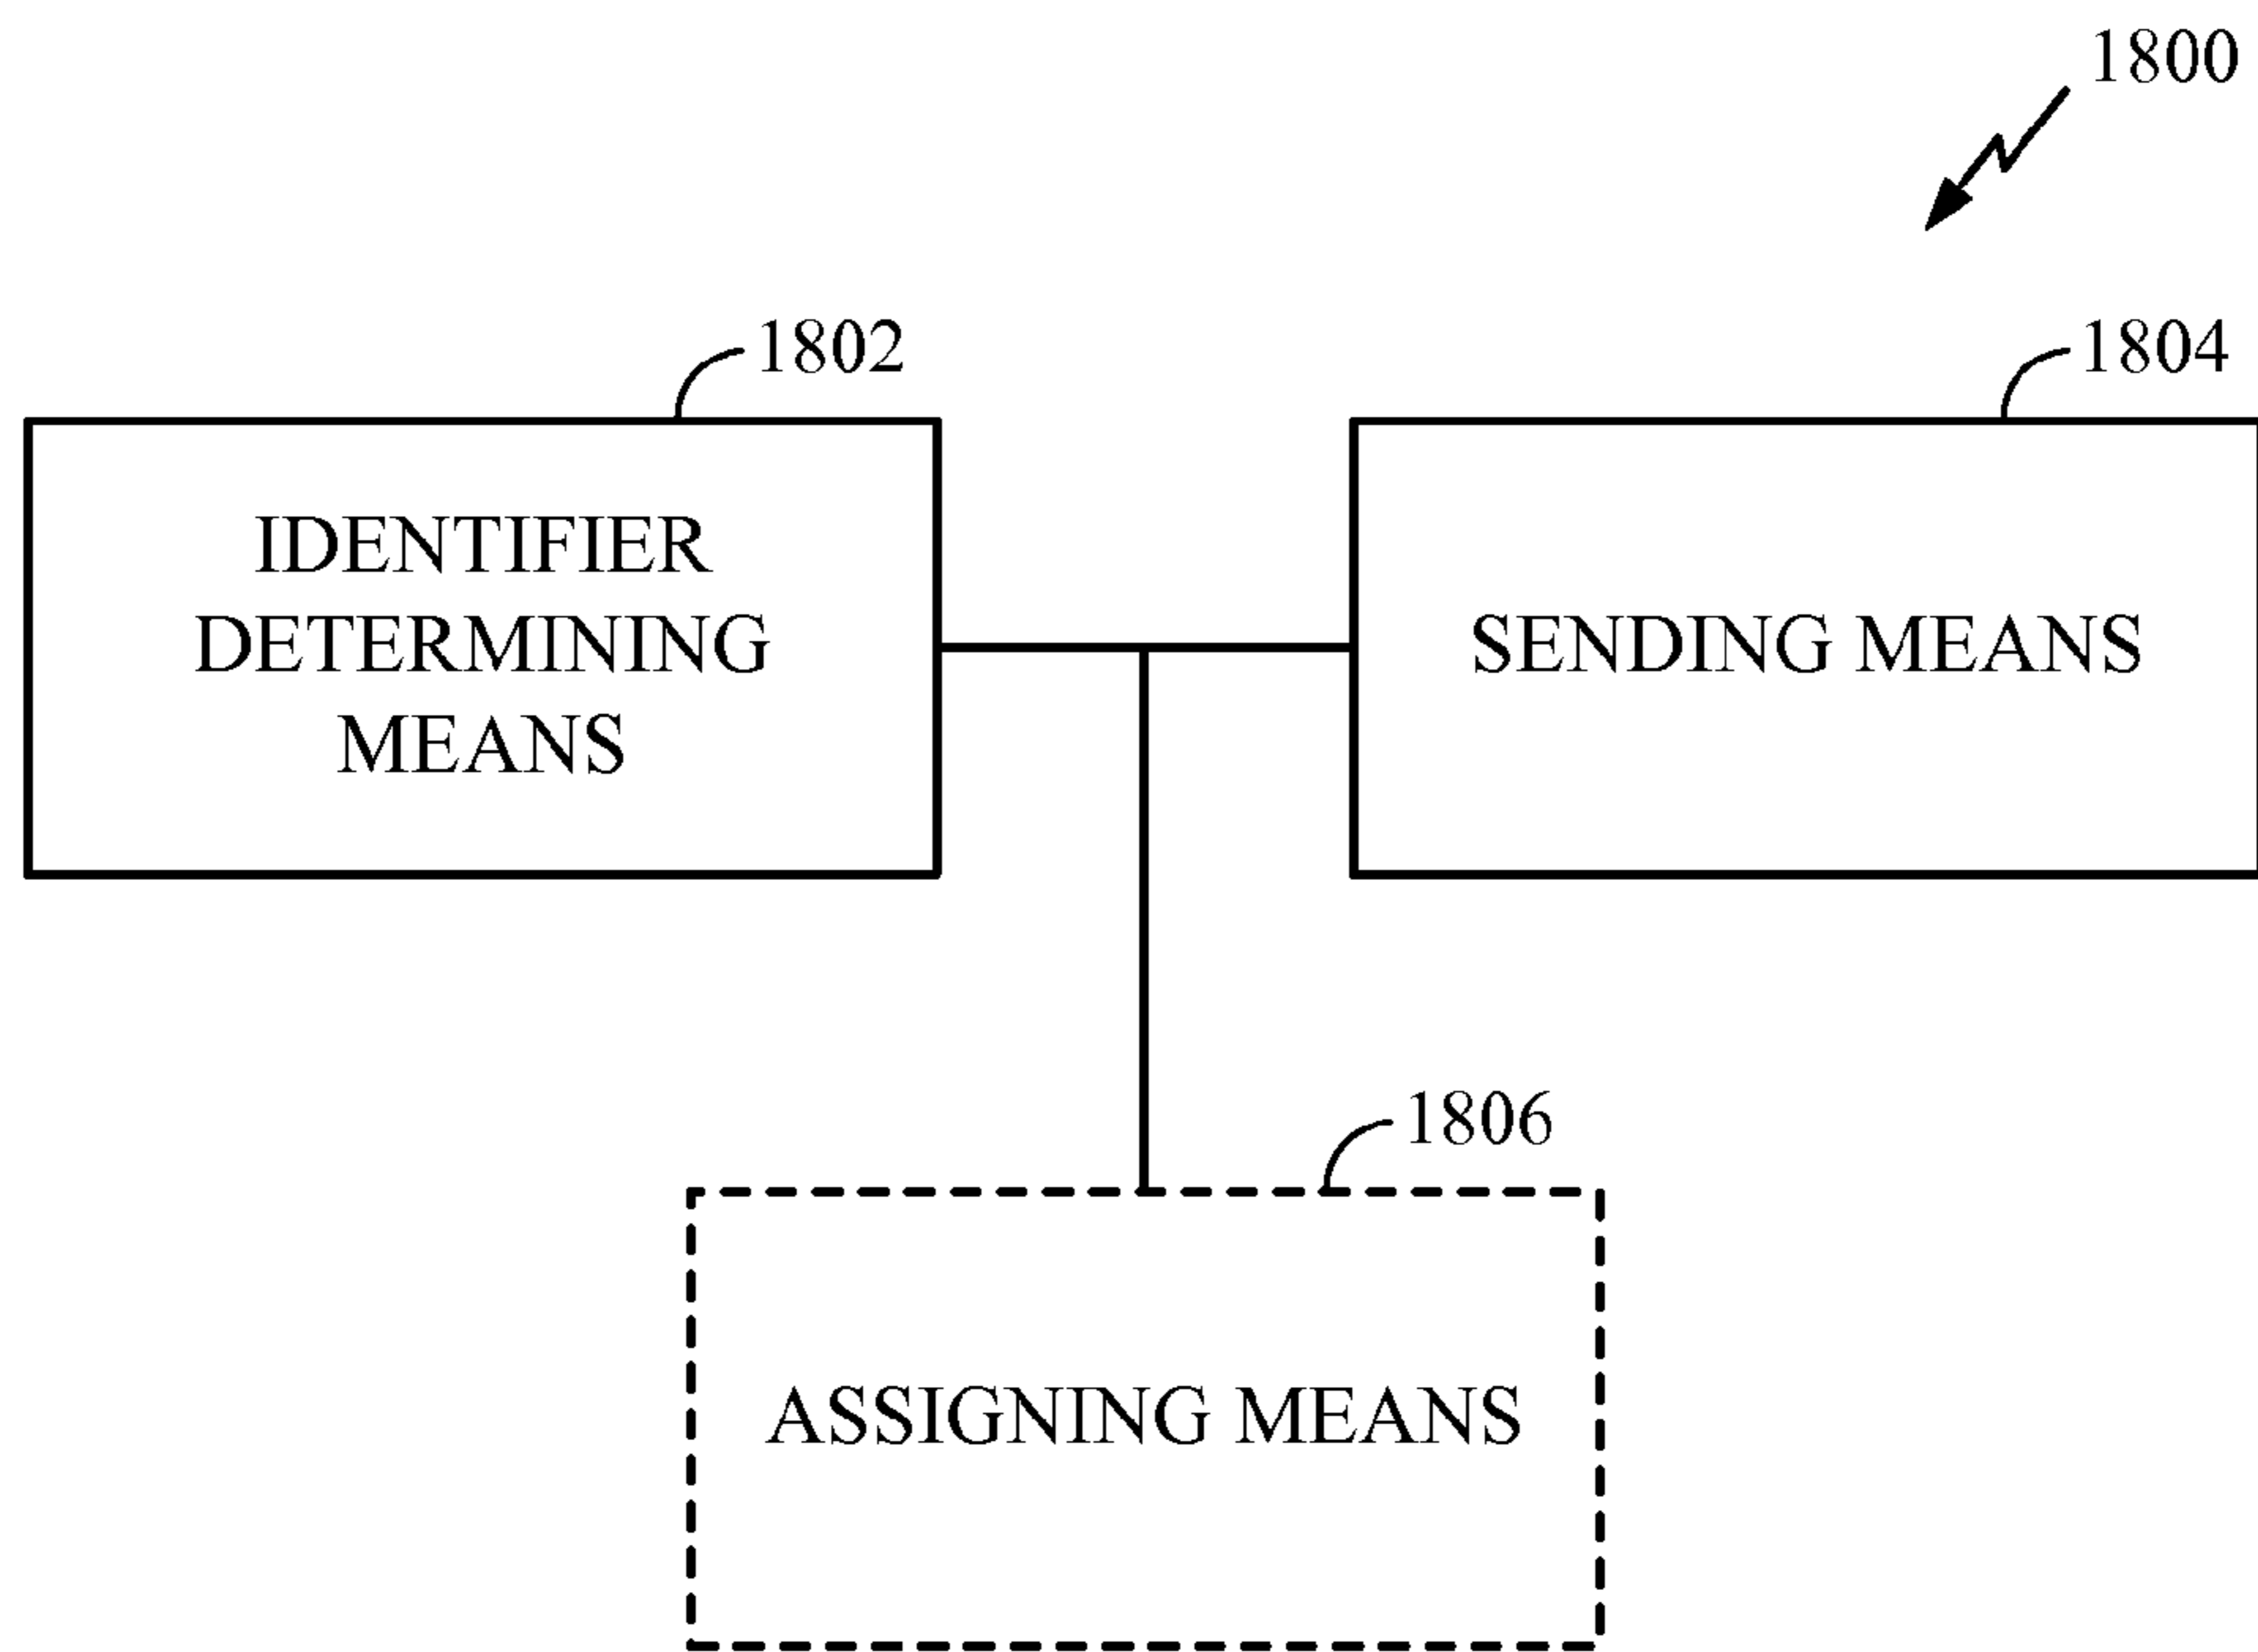 1800
1802
1804
IDENTIFIER
DETERMINING
MEANS
SENDING MEANS
1806
ASSIGNING MEANS